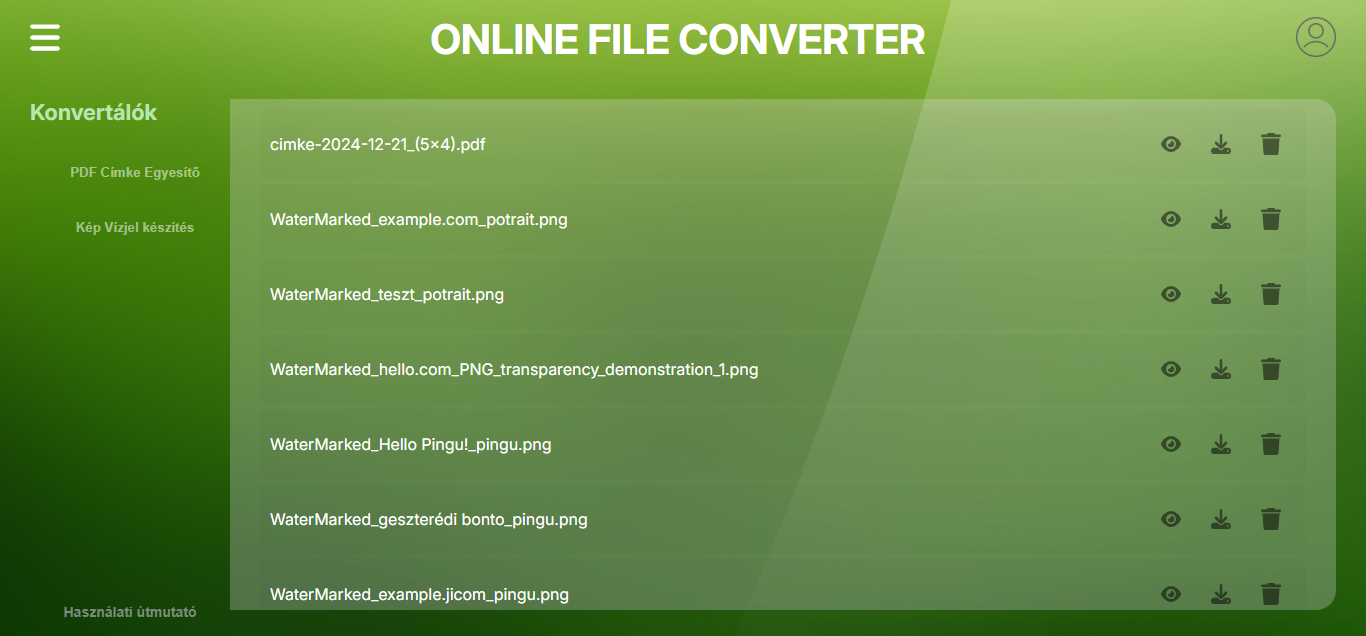 ONLINE FILE CONVERTER
Konvertálók
PDF Címke Egyesítő
Kép Vízjel készítés
Használati útmutató
cimke-2024-12-21_(5×4).pdf
WaterMarked_example.com_potrait.png
WaterMarked_teszt_potrait.png
WaterMarked_hello.com_PNG_transparency_demonstration_1.png
WaterMarked_Hello Pingu!_pingu.png
WaterMarked_geszterédi bonto_pingu.png
WaterMarked_example.jicom_pingu.png